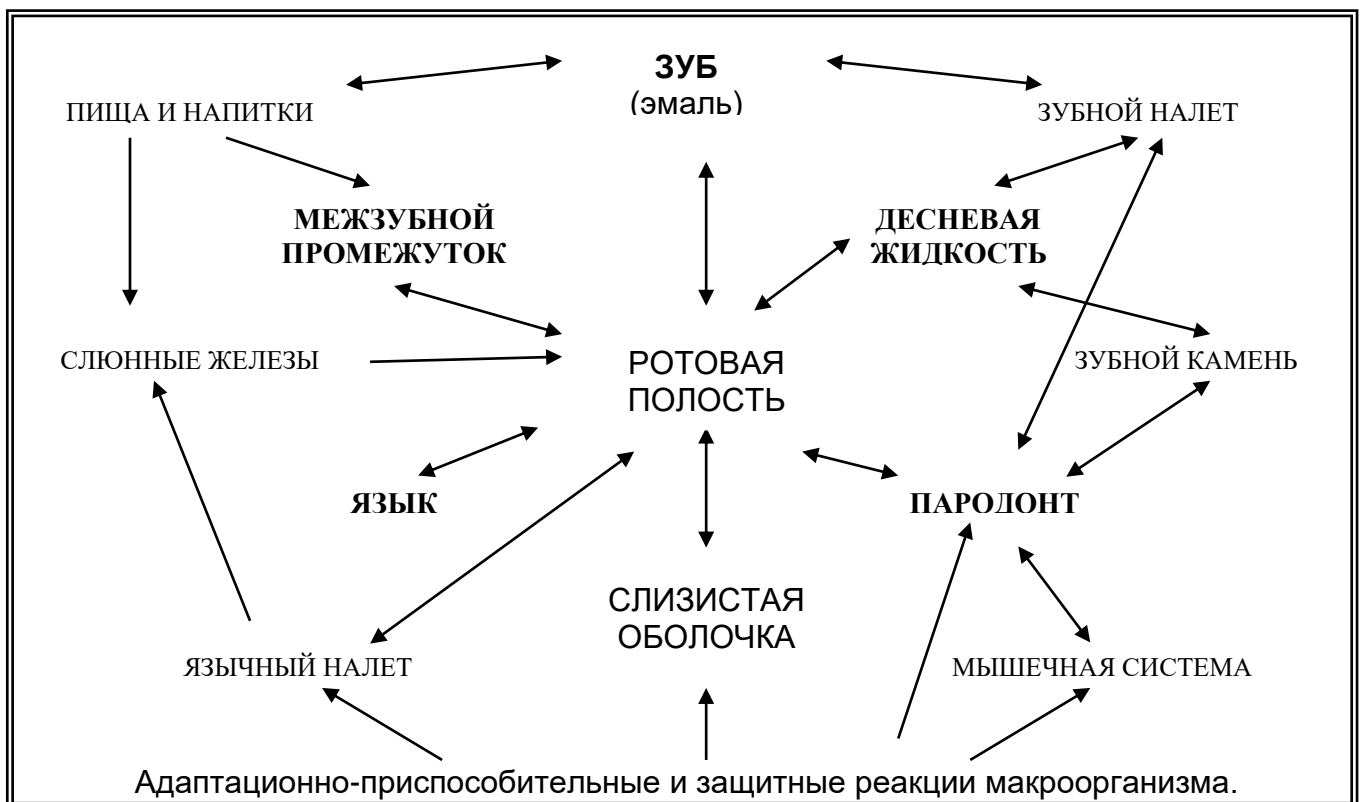 ЗУБ
(эмаль)
ПИЩА И НАПИТКИ
ЗУБНОЙ НАЛЕТ
МЕЖЗУБНОЙ
ПРОМЕЖУТОК
ДЕСНЕВАЯ
ЖИДКОСТЬ
СЛЮННЫЕ ЖЕЛЕЗЫ
РОТОВАЯ
ПОЛОСТЬ
ЗУБНОЙ КАМЕНЬ
ЯЗЫК
ПАРОДОНТ
СЛИЗИСТАЯ
ОБОЛОЧКА
ЯЗЫЧНЫЙ НАЛЕТ
МЫШЕЧНАЯ СИСТЕМА
Адаптационно-приспособительные и защитные реакции макроорганизма.